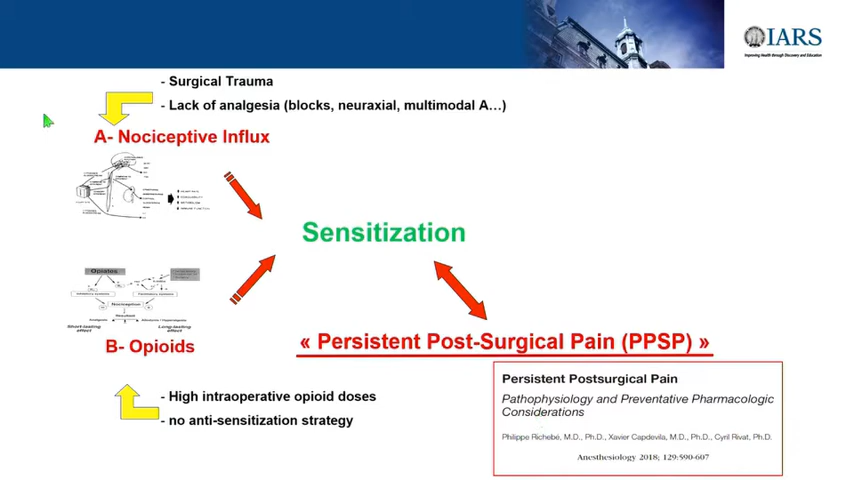 IARS
Improving Health through Discovery and Education
- Surgical Trauma
- Lack of analgesia (blocks, neuraxial, multimodal A…)
A- Nociceptive Influx
Sensitization
Opiates
Nociception
Short-lasting
effect
Long-lasting
effect
B- Opioids
« Persistent Post-Surgical Pain (PPSP) »
- High intraoperative opioid doses
- no anti-sensitization strategy
Persistent Postsurgical Pain
Pathophysiology and Preventative Pharmacologic
Considerations
Philippe Richebé, M.D., Ph.D., Xavier Capdevila, M.D., Ph.D., Cyril Rivat, Ph.D.
Anesthesiology 2018; 129:590-607